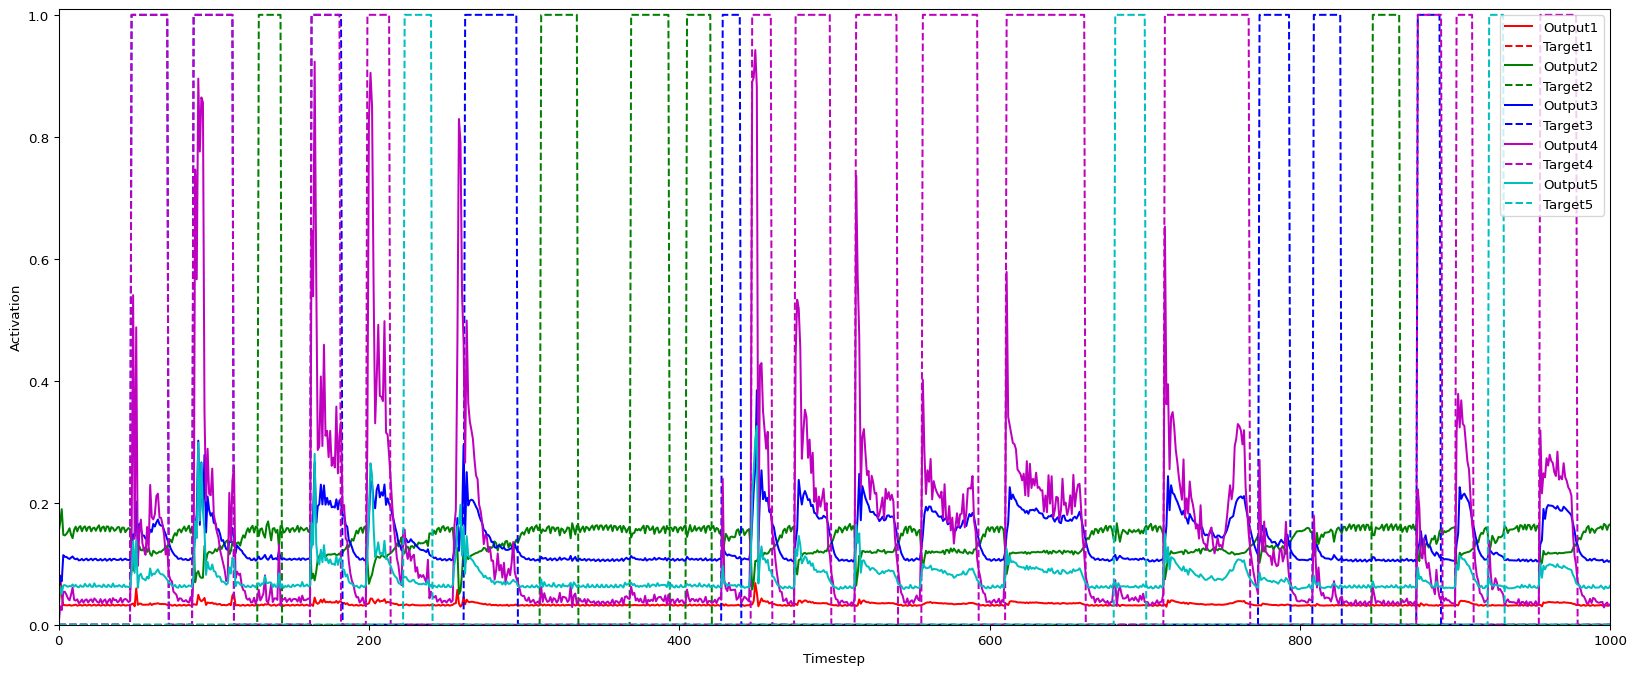 1.0
0.8
0.6
0.4
0.2
0.0
Activation
0
200
400
600
800
1000
Timestep
Output1
Target1
Output2
Target2
Output3
Target3
Output4
Target4
Output5
Target5